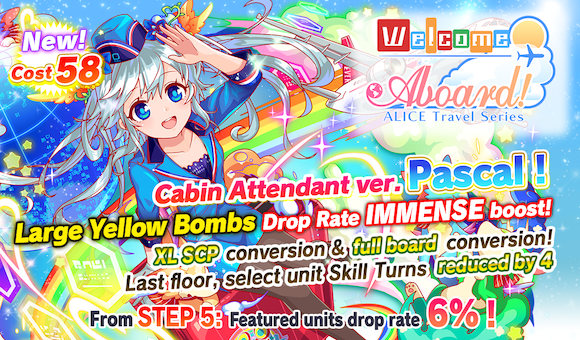 New!
Cost 58
Welcome
Aboard!
ALICE Travel Series
Cabin Attendant ver. Pascal!
Large Yellow Bombs Drop Rate IMMENSE boost!
XL SCP conversion & full board conversion!
Last floor, select unit Skill Turns reduced by 4
From STEP 5: Featured units drop rate 6%!